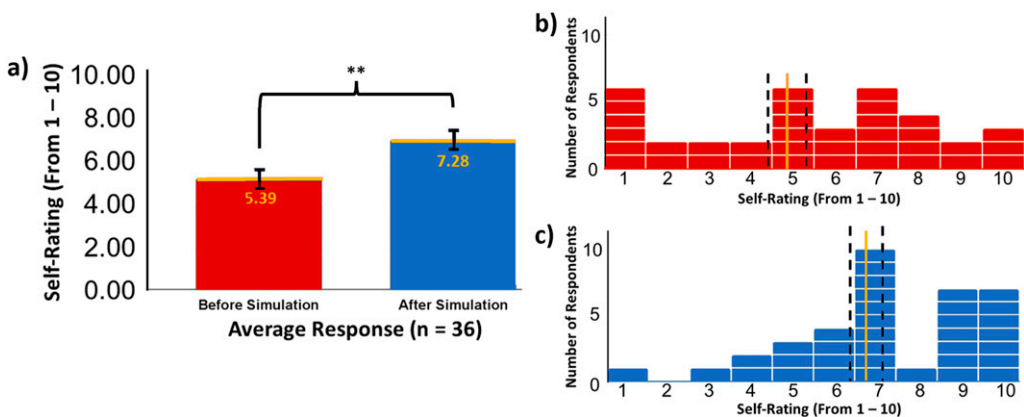 a)
Self-Rating (From 1 – 10)
10.00
8.00
6.00
4.00
2.00
0.00
**
5.39
7.28
Before Simulation
After Simulation
Average Response (n = 36)
b)
Number of Respondents
10
5
0
1 2 3 4 5 6 7 8 9 10
Self-Rating (From 1 – 10)
c)
Number of Respondents
10
5
0
1 2 3 4 5 6 7 8 9 10
Self-Rating (From 1 – 10)